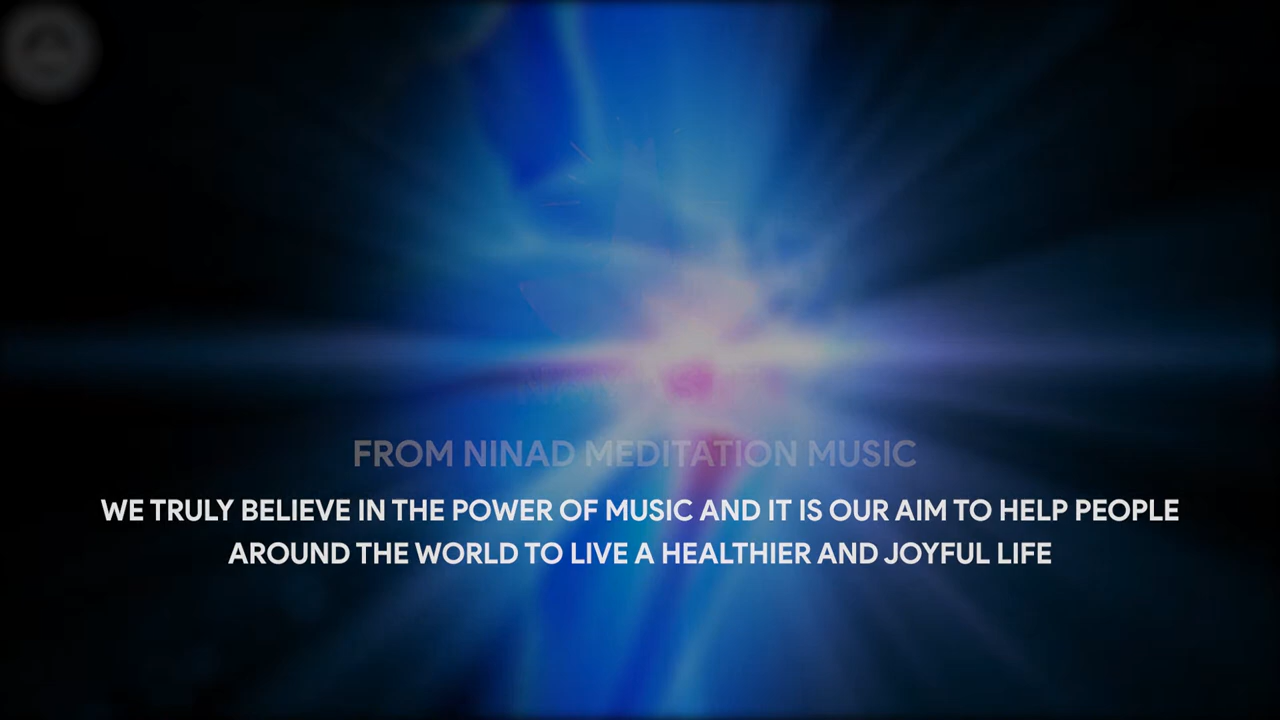 FROM NINAD MEDITATION MUSIC
WE TRULY BELIEVE IN THE POWER OF MUSIC AND IT IS OUR AIM TO HELP PEOPLE
AROUND THE WORLD TO LIVE A HEALTHIER AND JOYFUL LIFE